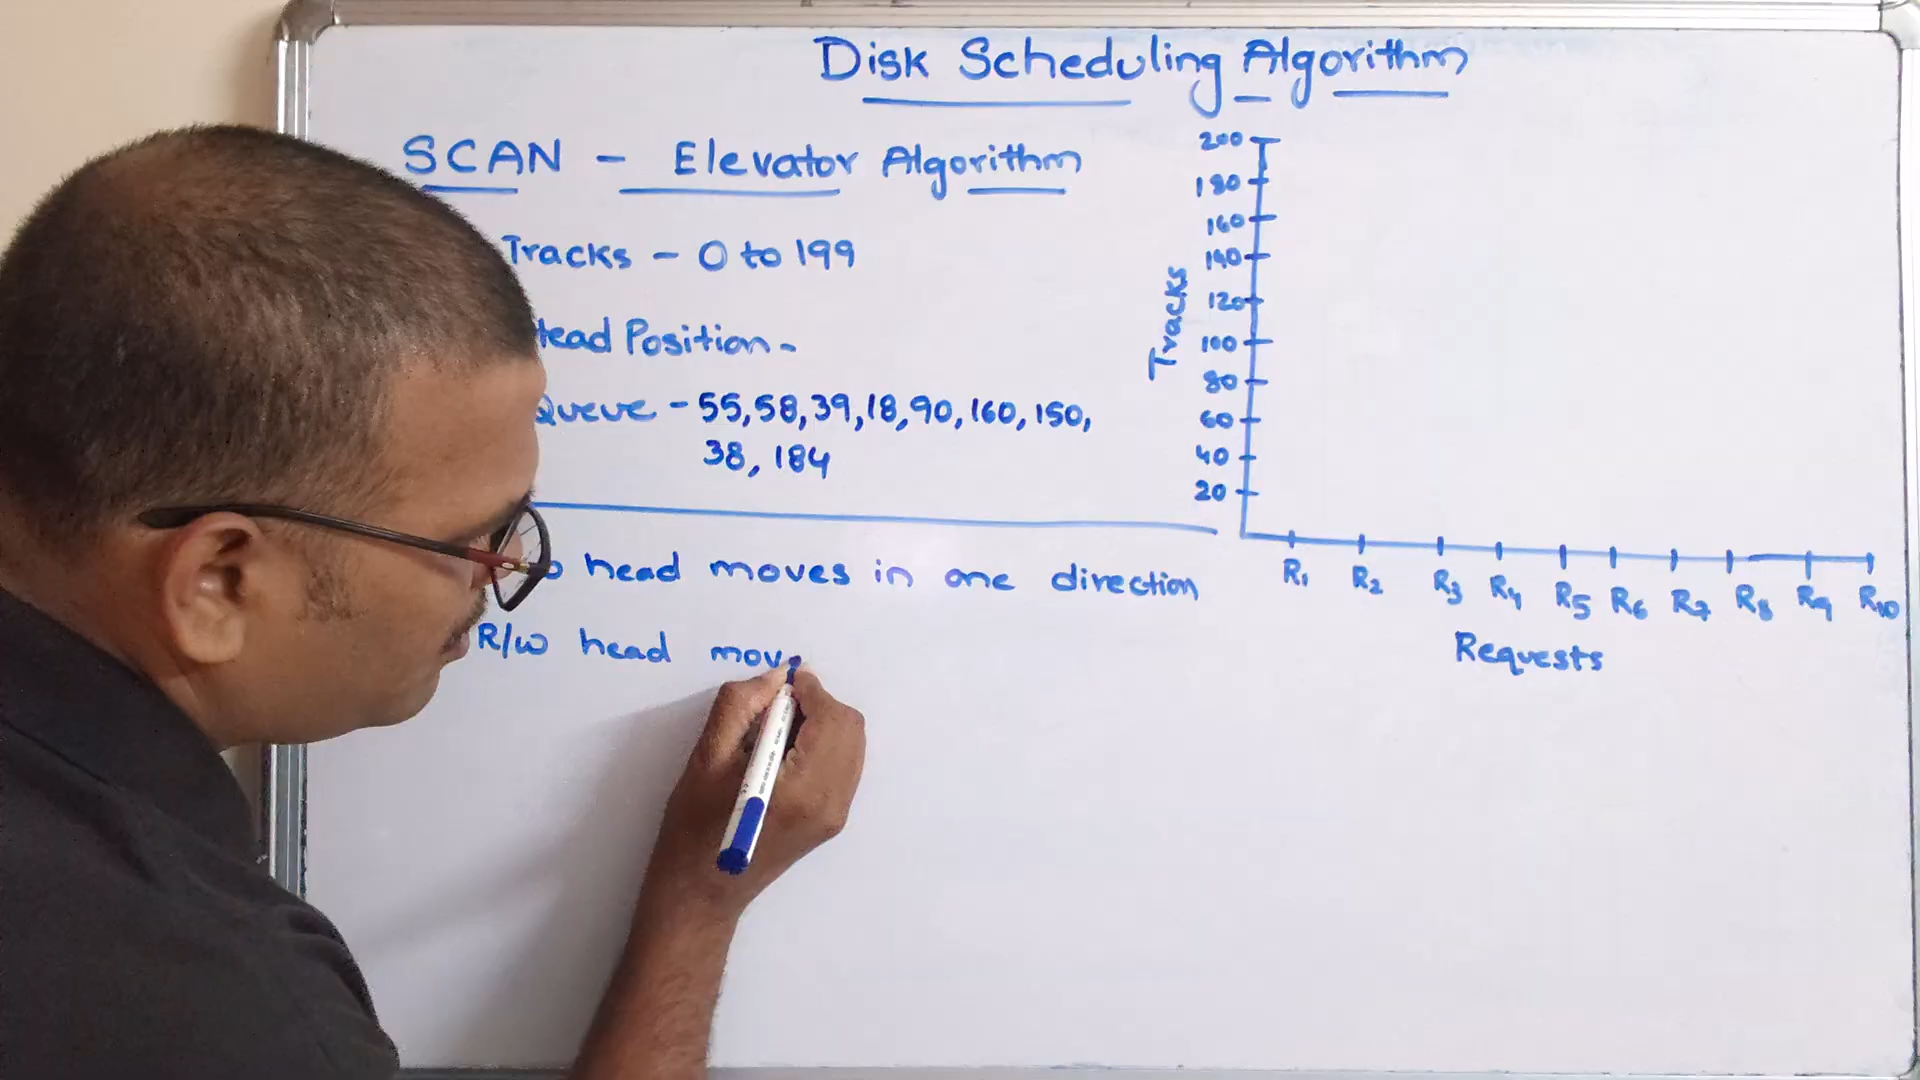 Disk Scheduling Algorithm
SCAN - Elevator Algorithm
Tracks - 0 to 199
Head Position -
Queue - 55, 58, 39, 18, 90, 160, 150,
38, 184
head moves in one direction
R/W head move
Tracks
200
180
160
140
120
100
80
60
40
20
R1 R2 R3 R4 R5 R6 R7 R8 R9 R10
Requests